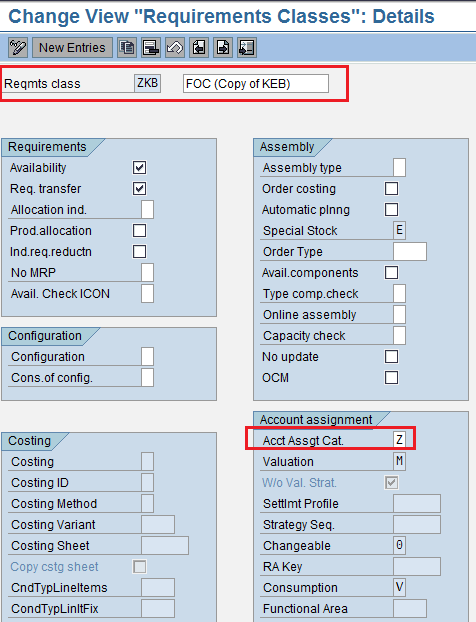 Change View "Requirements Classes": Details
New Entries
Reqmts class ZKB FOC (Copy of KEB)
Requirements
Availability
Req. transfer
Allocation ind.
Prod.allocation
Ind.req.reductn
No MRP
Avail. Check ICON
Configuration
Configuration
Cons.of config.
Costing
Costing
Costing ID
Costing Method
Costing Variant
Costing Sheet
Copy cstg sheet
CndTypLineItems
CondTypLinItFix
Assembly
Assembly type
Order costing
Automatic plnng
Special Stock E
Order Type
Avail.components
Type comp.check
Online assembly
Capacity check
No update
OCM
Account assignment
Acct Assgt Cat. Z
Valuation M
W/o Val. Strat.
Settlmt Profile
Strategy Seq.
Changeable 0
RA Key
Consumption V
Functional Area